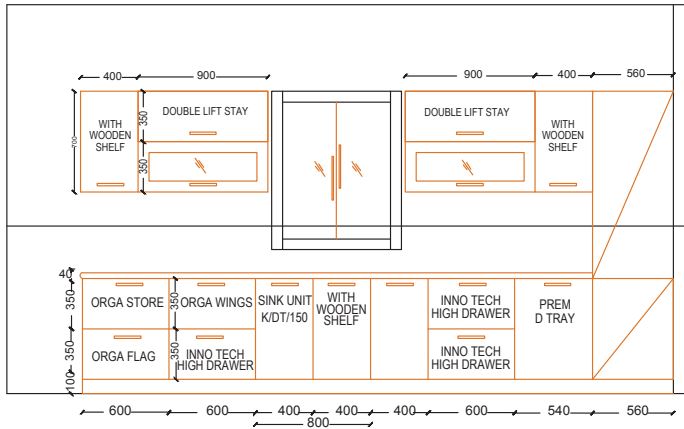 400
900
900
400
560
DOUBLE LIFT STAY
DOUBLE LIFT STAY
WITH
WOODEN
SHELF
WITH
WOODEN
SHELF
700
350
350
40
350
350
100
ORGA STORE
ORGA FLAG
350
350
ORGA WINGS
INNO TECH
HIGH DRAWER
SINK UNIT
K/DT/150
WITH
WOODEN
SHELF
INNO TECH
HIGH DRAWER
INNO TECH
HIGH DRAWER
PREM
D TRAY
600
600
400
400
400
600
540
560
800